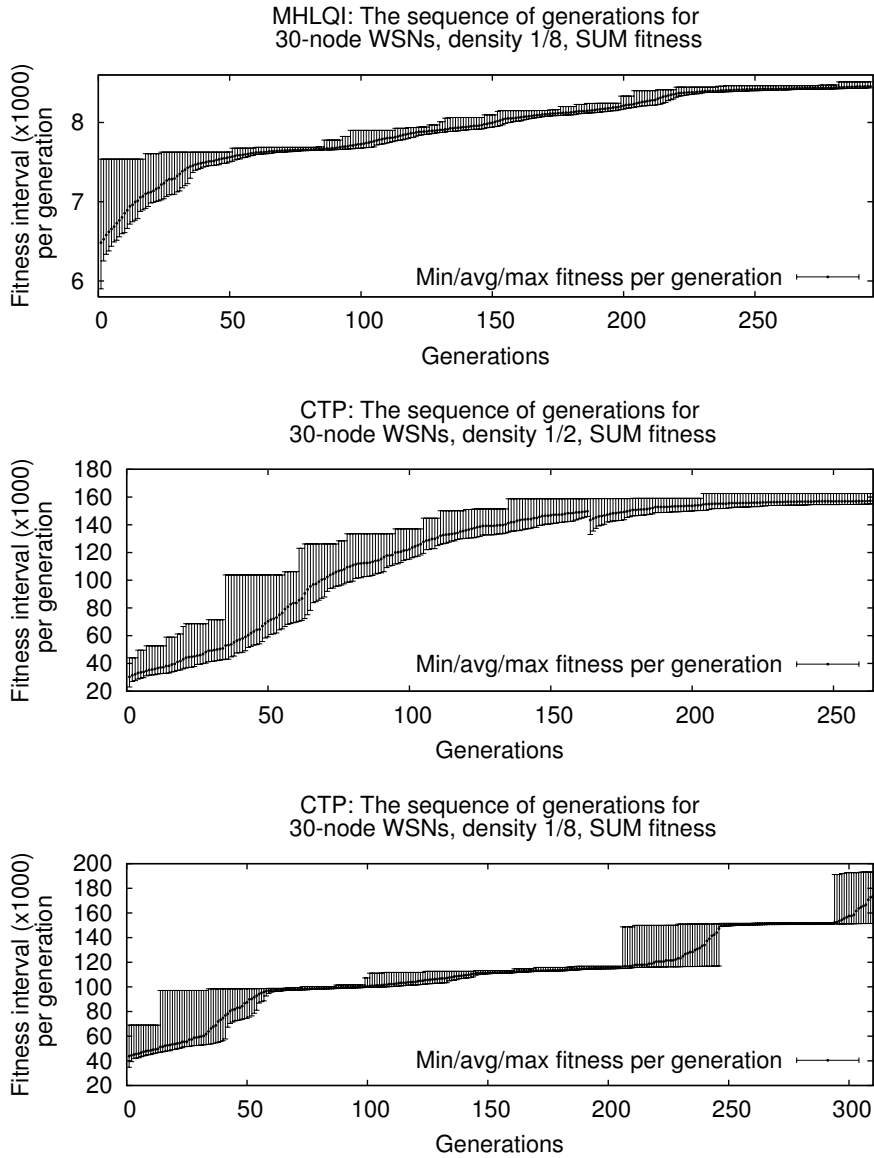 MHLQI: The sequence of generations for
30-node WSNs, density 1/8, SUM fitness
Fitness interval (x1000)
per generation
8
7
6
Min/avg/max fitness per generation
0 50 100 150 200 250
Generations
CTP: The sequence of generations for
30-node WSNs, density 1/2, SUM fitness
Fitness interval (x1000)
per generation
180
160
140
120
100
80
60
40
20
Min/avg/max fitness per generation
0 50 100 150 200 250
Generations
CTP: The sequence of generations for
30-node WSNs, density 1/8, SUM fitness
Fitness interval (x1000)
per generation
200
180
160
140
120
100
80
60
40
20
Min/avg/max fitness per generation
0 50 100 150 200 250 300
Generations